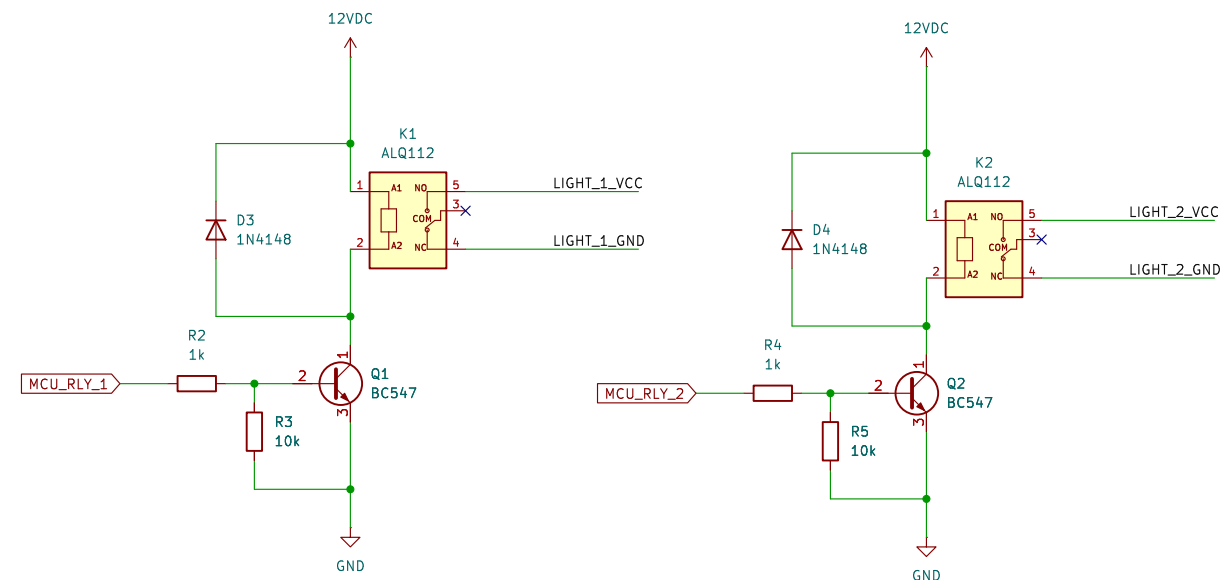 12VDC
K1
ALQ112
1
A1
NO
5
LIGHT_1_VCC
3
COM
2
A2
NC
4
LIGHT_1_GND
D3
1N4148
R2
1k
MCU_RLY_1
2
1
3
Q1
BC547
R3
10k
GND
12VDC
K2
ALQ112
1
A1
NO
5
LIGHT_2_VCC
3
COM
2
A2
NC
4
LIGHT_2_GND
D4
1N4148
R4
1k
MCU_RLY_2
2
1
3
Q2
BC547
R5
10k
GND